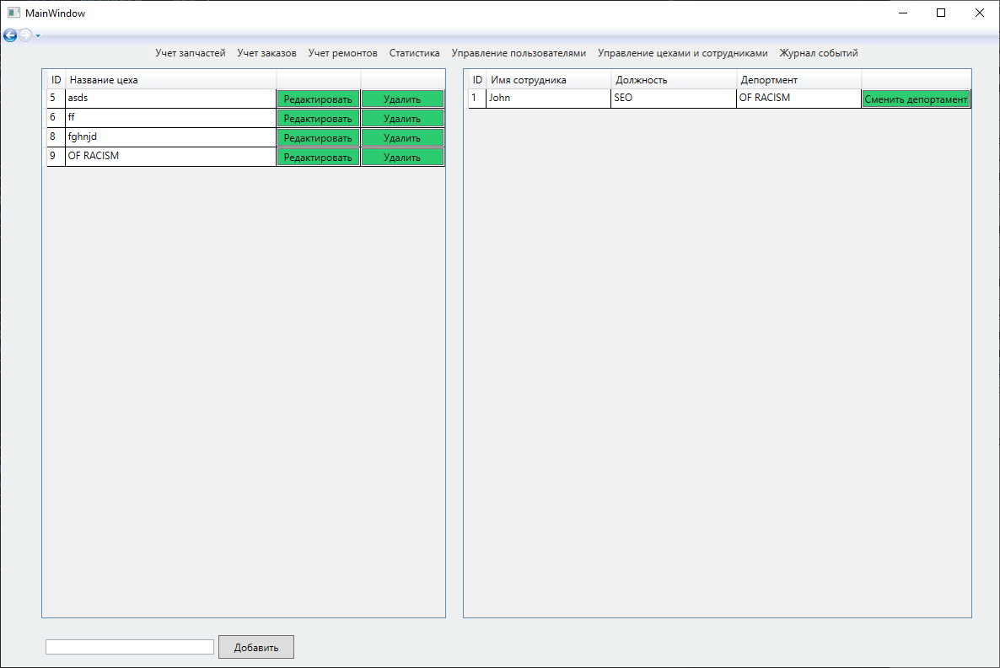 MainWindow
Учет запчастей Учет заказов Учет ремонтов Статистика Управление пользователями Управление цехами и сотрудниками Журнал событий
ID Название цеха
5 asds Редактировать Удалить
6 ff Редактировать Удалить
8 fghnjd Редактировать Удалить
9 OF RACISM Редактировать Удалить
ID Имя сотрудника Должность Депортмент
1 John SEO OF RACISM Сменить депортамент
Добавить